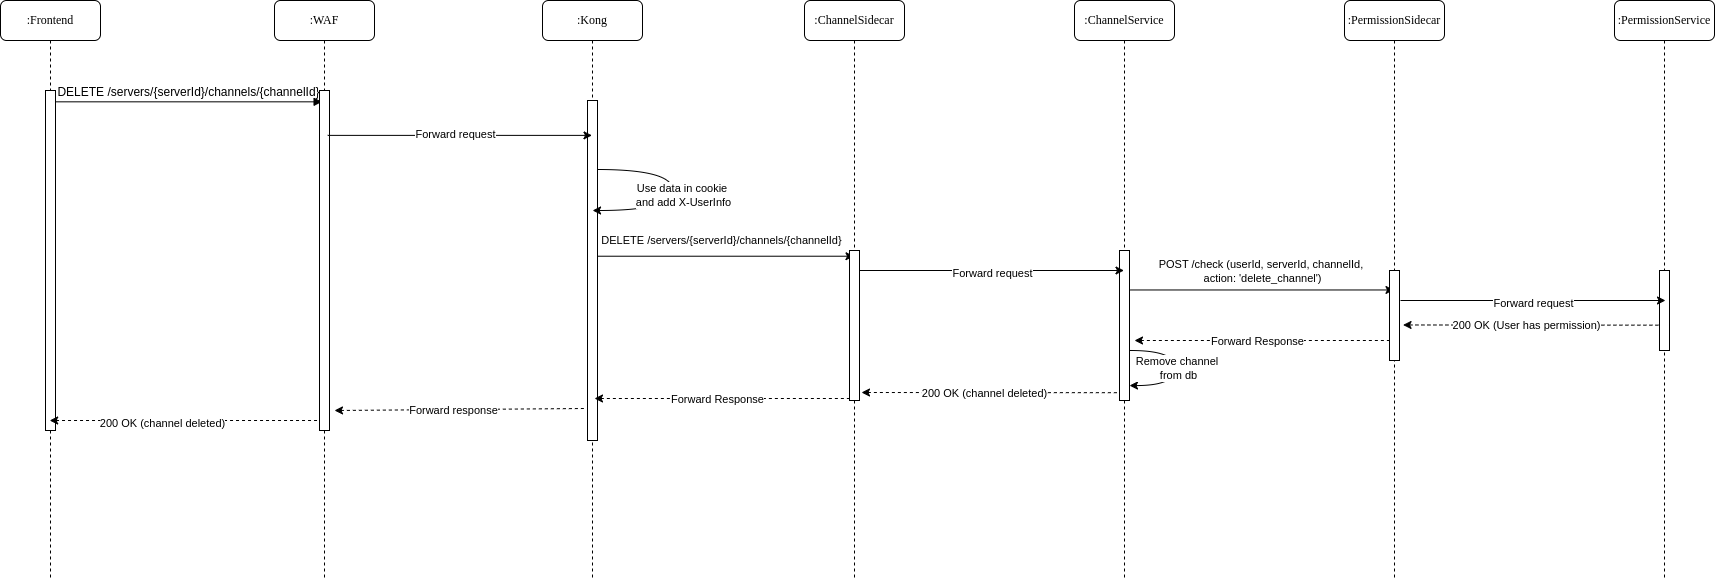 :Frontend
:WAF
:Kong
:ChannelSidecar
:ChannelService
:PermissionSidecar
:PermissionService
DELETE /servers/{serverId}/channels/{channelId}
Forward request
Use data in cookie
and add X-UserInfo
DELETE /servers/{serverId}/channels/{channelId}
Forward request
POST /check (userId, serverId, channelId,
action: 'delete_channel')
Forward request
200 OK (User has permission)
Forward Response
Remove channel
from db
200 OK (channel deleted)
Forward Response
Forward response
200 OK (channel deleted)